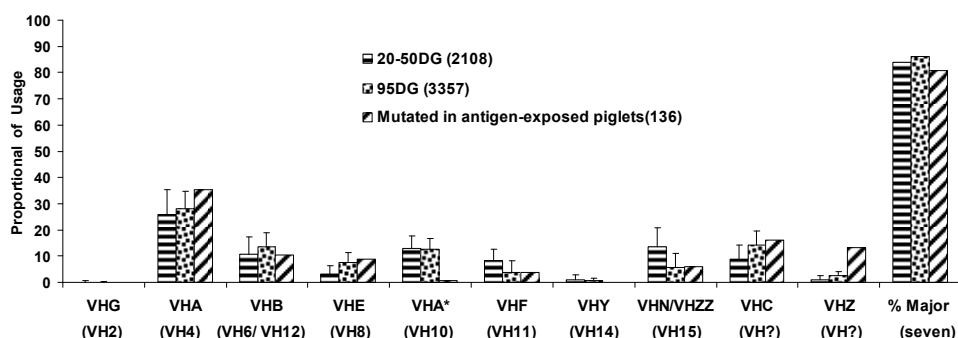 100
90
80
70
60
50
40
30
20
10
0
Proportional of Usage
20-50DG (2108)
95DG (3357)
Mutated in antigen-exposed piglets(136)
VHG VHA VHB VHE VHA* VHF VHY VHN/VHZZ VHC VHZ % Major
(VH2) (VH4) (VH6/ VH12) (VH8) (VH10) (VH11) (VH14) (VH15) (VH?) (VH?) (seven)